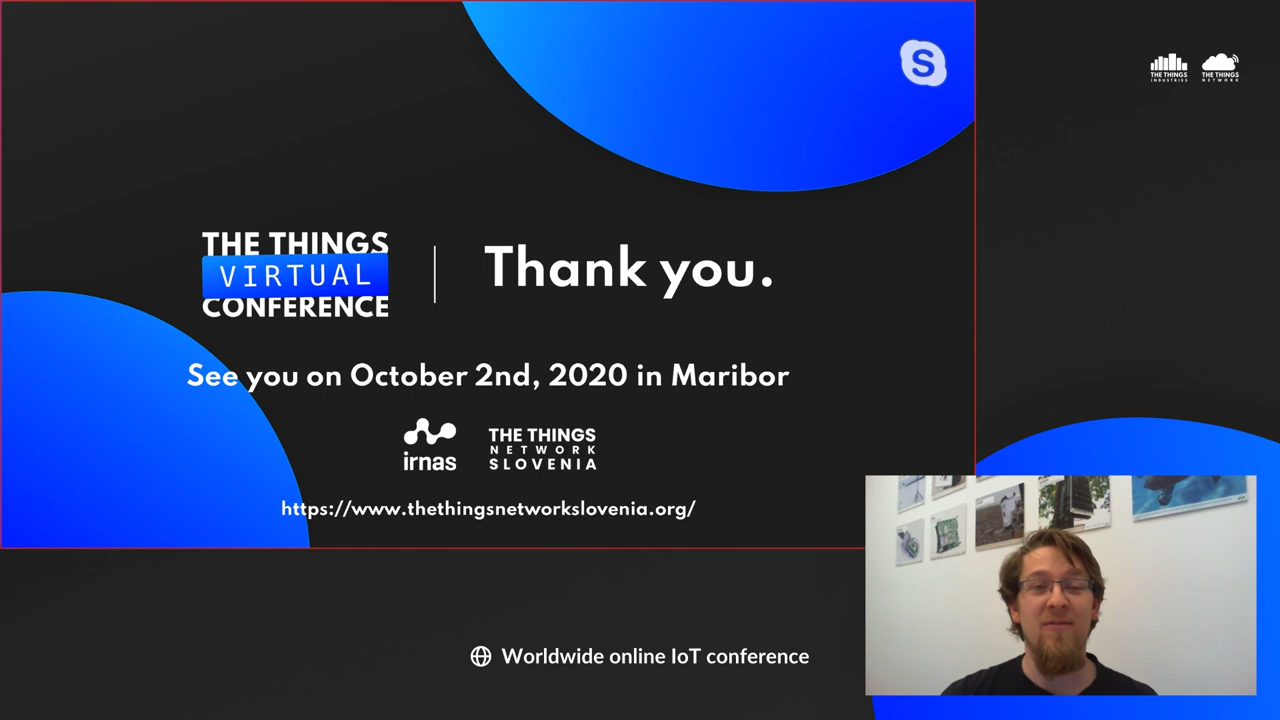 S
THE THINGS
INDUSTRIES
THE THINGS
NETWORK
THE THINGS
VIRTUAL
CONFERENCE
Thank you.
See you on October 2nd, 2020 in Maribor
irnas
THE THINGS
NETWORK
SLOVENIA
https://www.thethingsnetworkslovenia.org/
Worldwide online IoT conference